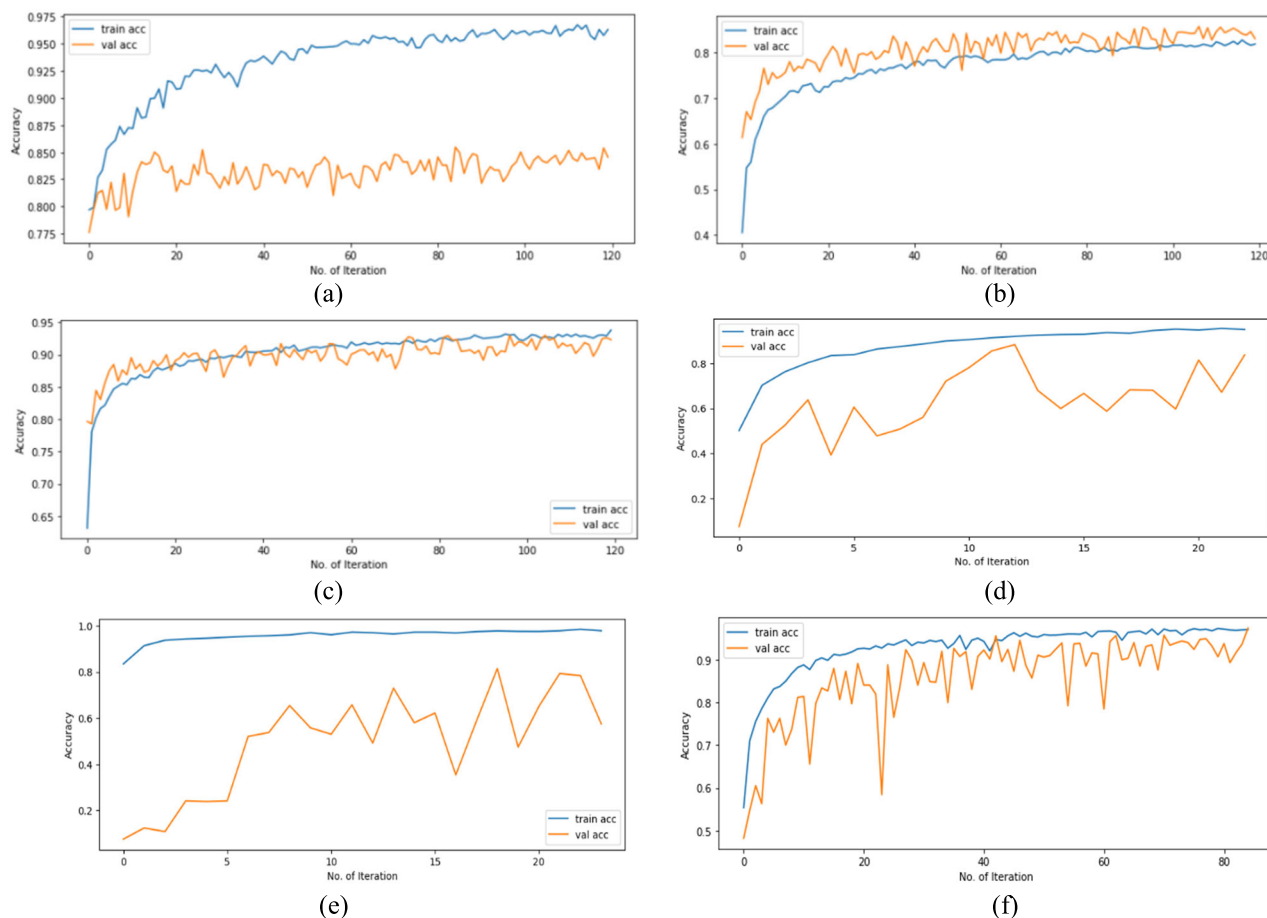 0.975
0.950
0.925
0.900
0.875
0.850
0.825
0.800
0.775
Accuracy
train acc
val acc
0 20 40 60 80 100 120
No. of Iteration
(a)
0.8
0.7
0.6
0.5
0.4
Accuracy
train acc
val acc
0 20 40 60 80 100 120
No. of Iteration
(b)
0.95
0.90
0.85
0.80
0.75
0.70
0.65
Accuracy
train acc
val acc
0 20 40 60 80 100 120
No. of Iteration
(c)
0.8
0.6
0.4
0.2
Accuracy
train acc
val acc
0 5 10 15 20
No. of Iteration
(d)
1.0
0.8
0.6
0.4
0.2
Accuracy
train acc
val acc
0 5 10 15 20
No. of Iteration
(e)
0.9
0.8
0.7
0.6
0.5
Accuracy
train acc
val acc
0 20 40 60 80
No. of Iteration
(f)